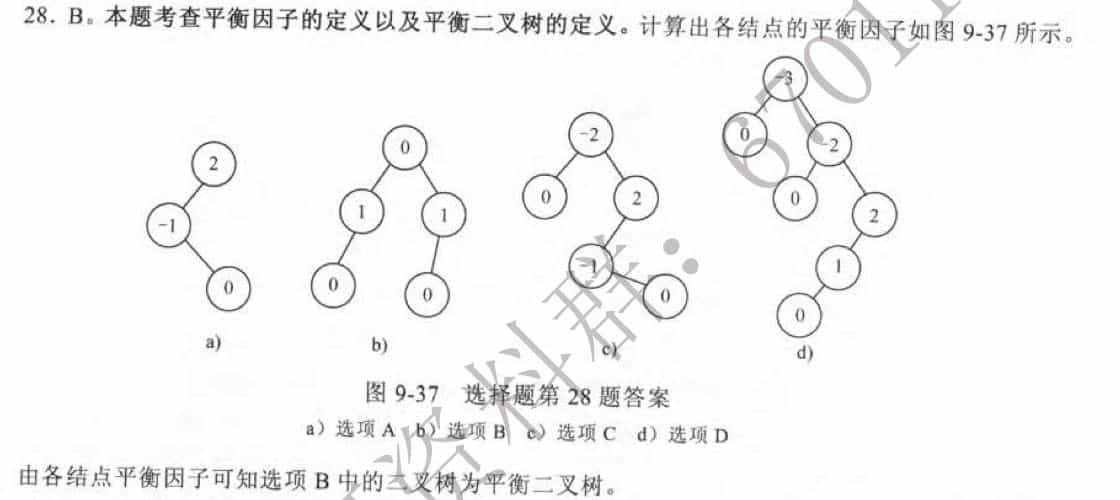 28．B。本题考查平衡因子的定义以及平衡二叉树的定义。计算出各结点的平衡因子如图 9-37 所示。
67011
-3
-2 0 -2
2 0 0
-1 1 1 0 2 0 2
-1 1
0 0 0 0 0
a) b) c) d)
图 9-37 选择题第 28 题答案
a）选项 A b）选项 B c）选项 C d）选项 D
由各结点平衡因子可知选项 B 中的二叉树为平衡二叉树。
资料群：